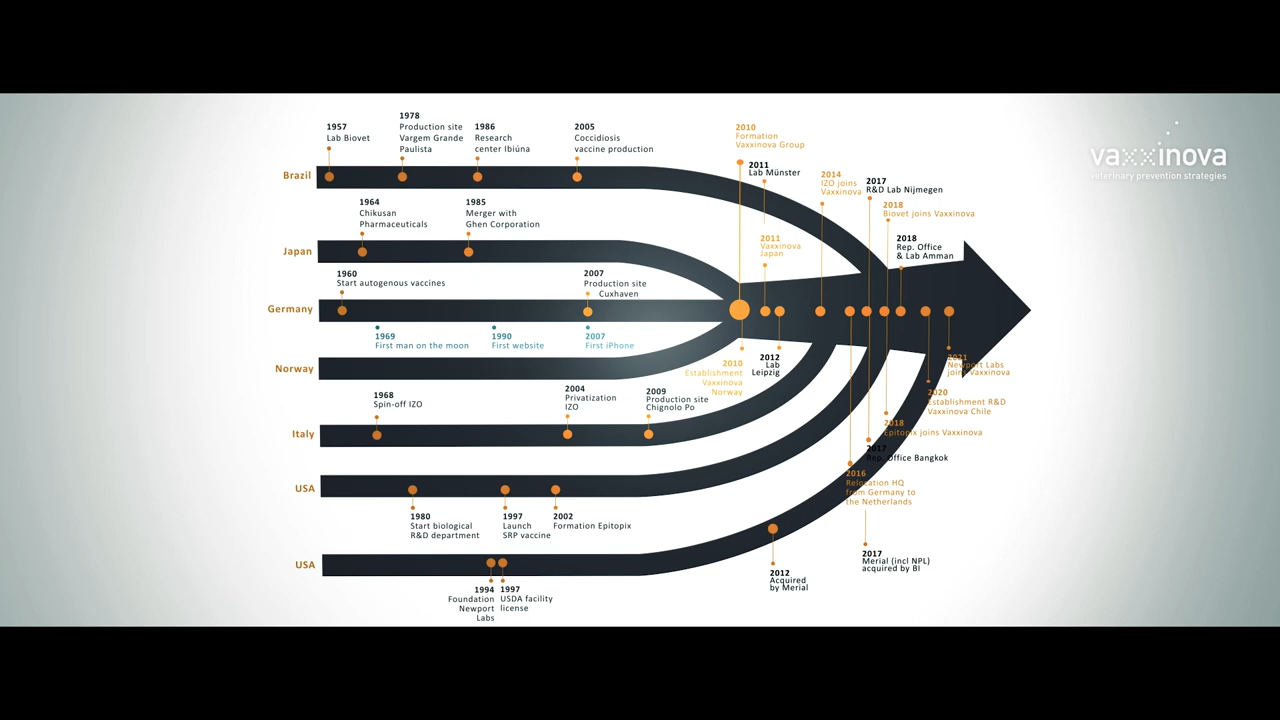 vaxxinova
veterinary prevention strategies
Brazil
1957
Lab Biovet
1978
Production site
Vargem Grande
Paulista
1986
Research
center Ibiúna
2005
Coccidiosis
vaccine production
Japan
1964
Chikusan
Pharmaceuticals
1985
Merger with
Ghen Corporation
Germany
1960
Start autogenous vaccines
2007
Production site
Cuxhaven
1969
First man on the moon
1990
First website
2007
First iPhone
Norway
Italy
1968
Spin-off IZO
2004
Privatization
IZO
2009
Production site
Chignolo Po
USA
1980
Start biological
R&D department
1997
Launch
SRP vaccine
2002
Formation Epitopix
USA
1994
Foundation
Newport
Labs
1997
USDA facility
license
2012
Acquired
by Merial
2010
Formation
Vaxxinova Group
2011
Lab Münster
2011
Vaxxinova
Japan
2010
Establishment
Vaxxinova
Norway
2012
Lab
Leipzig
2014
IZO joins
Vaxxinova
2017
R&D Lab Nijmegen
2018
Biovet joins Vaxxinova
2018
Rep. Office
& Lab Amman
2021
Newport Labs
join Vaxxinova
2020
Establishment R&D
Vaxxinova Chile
2018
Epitopix joins Vaxxinova
2017
Rep. Office Bangkok
2016
Relocation HQ
from Germany to
the Netherlands
2017
Merial (incl NPL)
acquired by BI